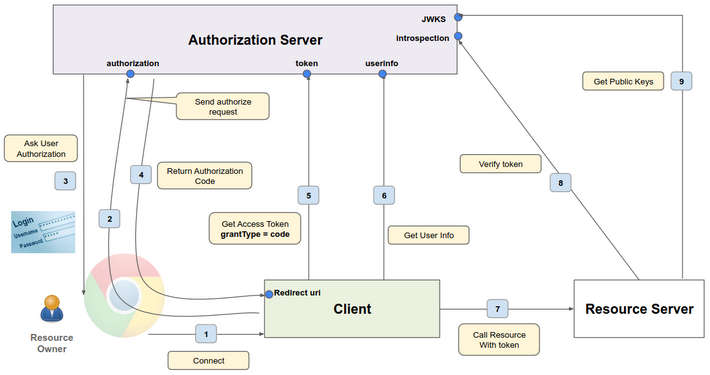 JWKS
Introspection
Authorization Server
authorization
token
userinfo
Get Public Keys
9
Send authorize
request
Ask User
Authorization
3
4
Return Authorization
Code
Verify token
8
5
6
Login
Username
Password
2
Get Access Token
grantType = code
Get User Info
Redirect uri
Client
7
Resource Server
1
Call Resource
With token
Resource
Owner
Connect